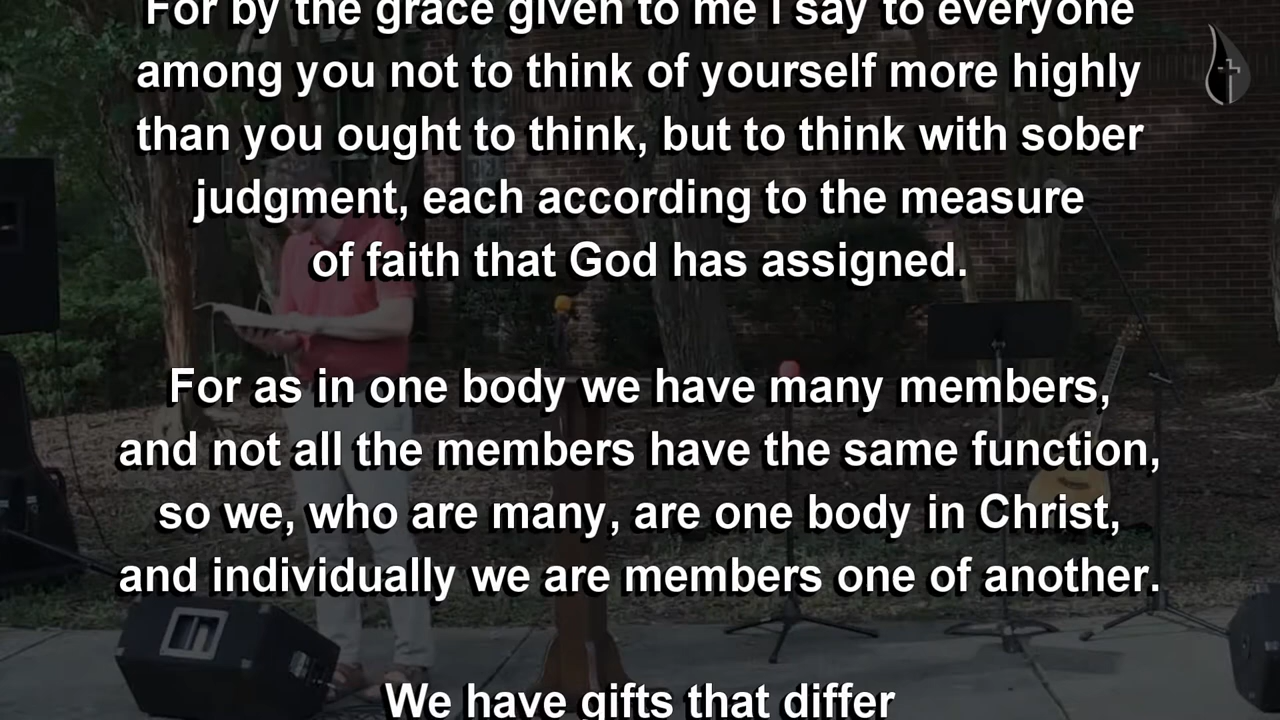 For by the grace given to me I say to everyone
among you not to think of yourself more highly
than you ought to think, but to think with sober
judgment, each according to the measure
of faith that God has assigned.
For as in one body we have many members,
and not all the members have the same function,
so we, who are many, are one body in Christ,
and individually we are members one of another.
We have gifts that differ